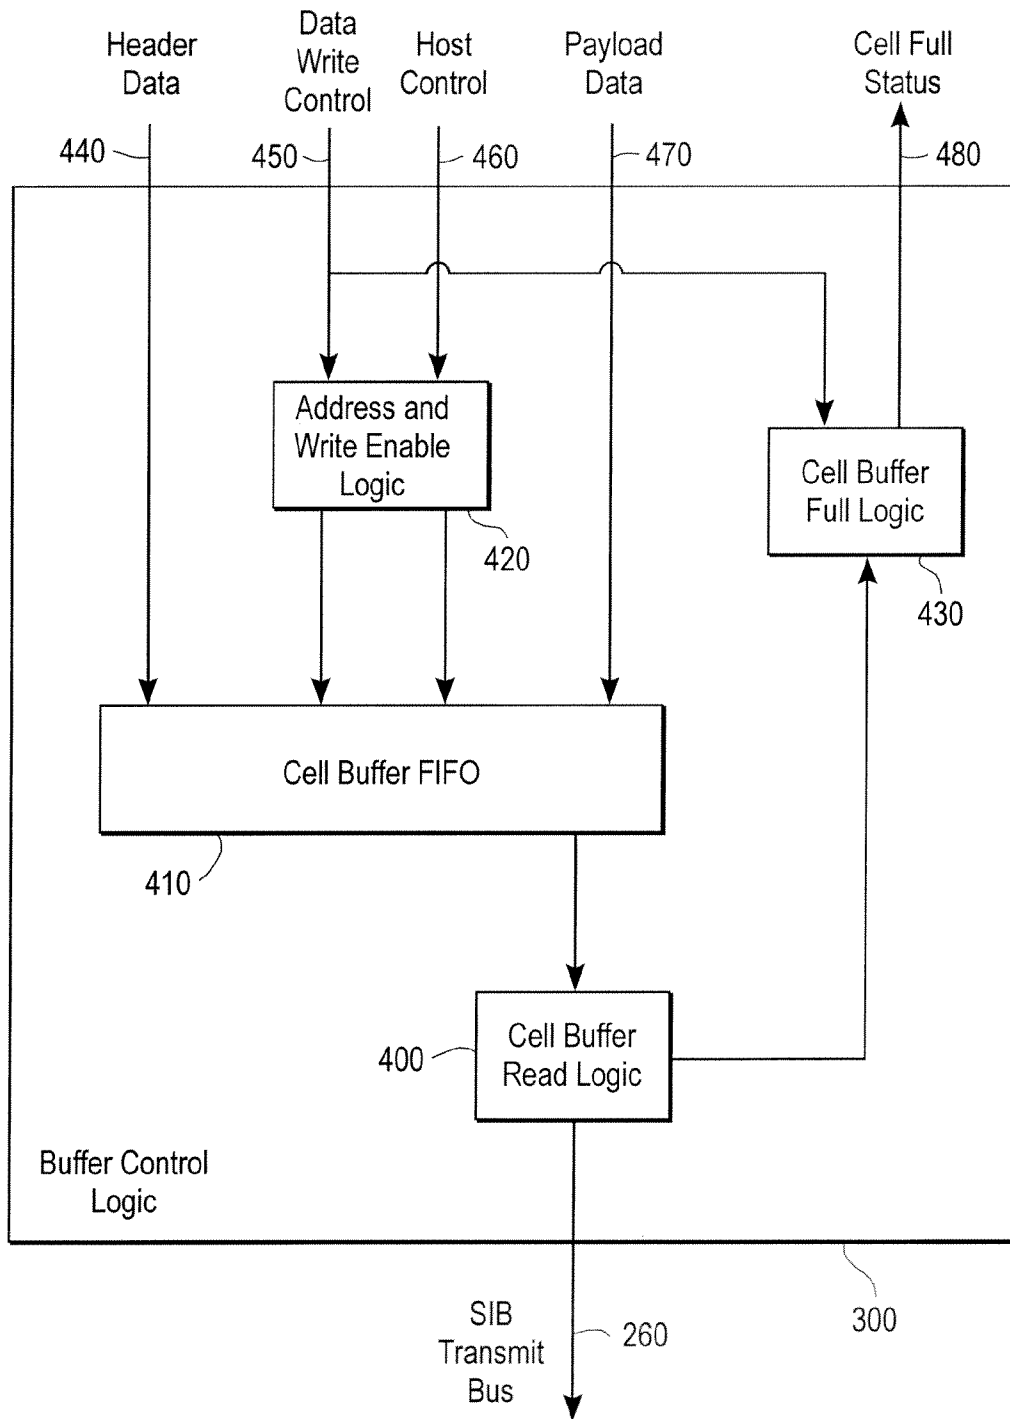 Header
Data
Data
Write
Control
Host
Control
Payload
Data
Cell Full
Status
440
450
460
470
480
Address and
Write Enable
Logic
420
Cell Buffer
Full Logic
430
Cell Buffer FIFO
410
Cell Buffer
Read Logic
400
Buffer Control
Logic
300
SIB
Transmit
Bus
260